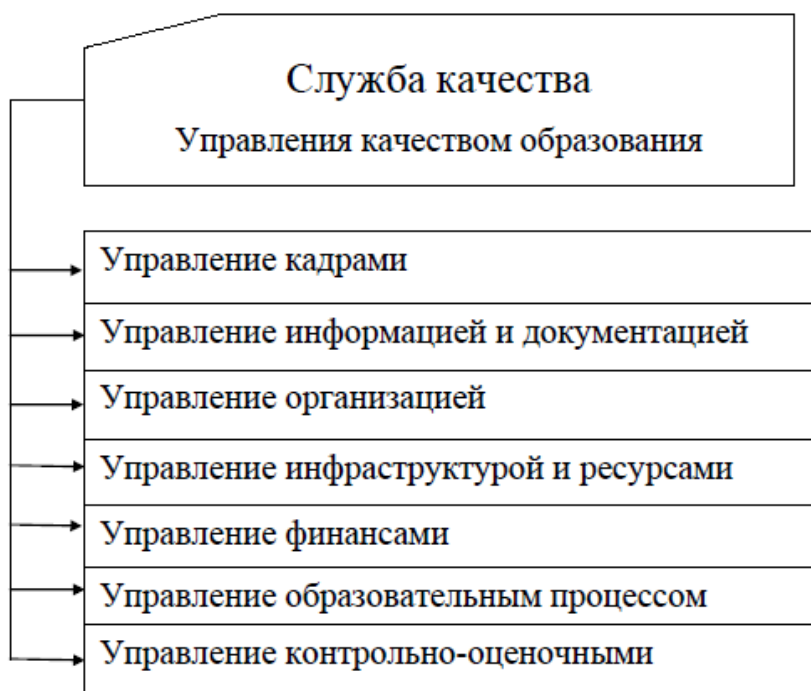 Служба качества
Управления качеством образования
Управление кадрами
Управление информацией и документацией
Управление организацией
Управление инфраструктурой и ресурсами
Управление финансами
Управление образовательным процессом
Управление контрольно-оценочными